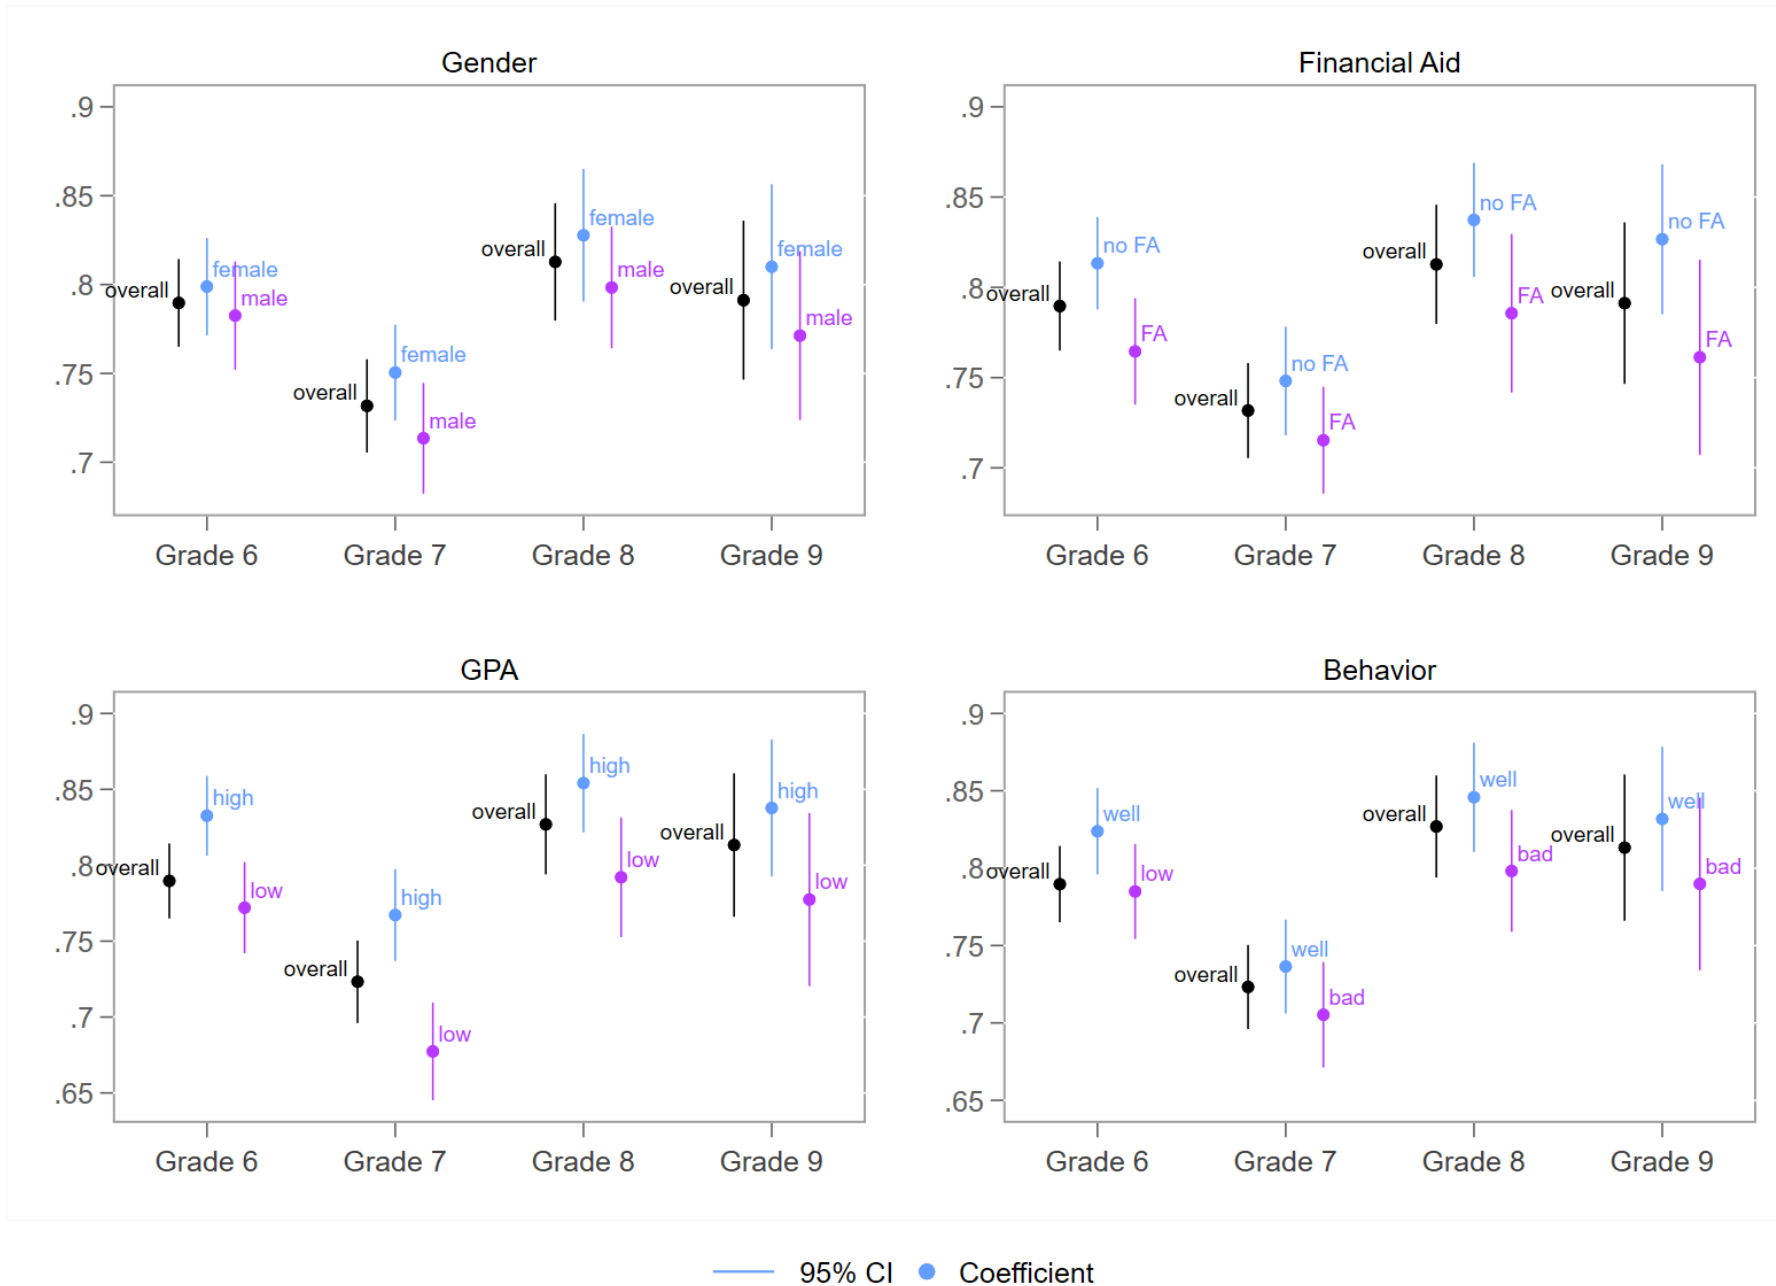 Gender
.9
.85
.8
.75
.7
overall
female
male
overall
female
male
overall
female
male
overall
female
male
Grade 6 Grade 7 Grade 8 Grade 9
Financial Aid
.9
.85
.8
.75
.7
overall
no FA
FA
overall
no FA
FA
overall
no FA
FA
overall
no FA
FA
Grade 6 Grade 7 Grade 8 Grade 9
GPA
.9
.85
.8
.75
.7
.65
overall
high
low
overall
high
low
overall
high
low
overall
high
low
Grade 6 Grade 7 Grade 8 Grade 9
Behavior
.9
.85
.8
.75
.7
.65
overall
well
low
overall
well
bad
overall
well
bad
overall
well
bad
Grade 6 Grade 7 Grade 8 Grade 9
95% CI Coefficient